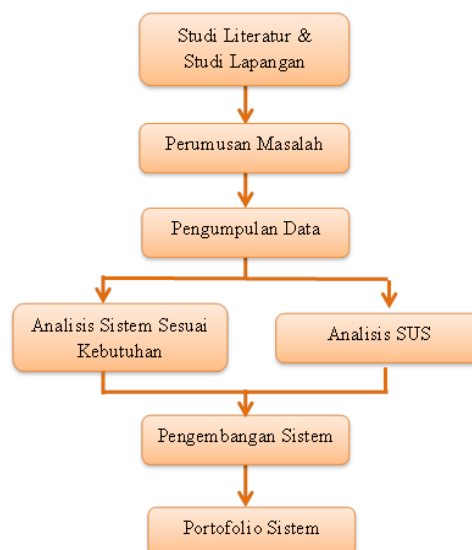 Studi Literatur &
Studi Lapangan
Perumusan Masalah
Pengumpulan Data
Analisis Sistem Sesuai
Kebutuhan
Analisis SUS
Pengembangan Sistem
Portofolio Sistem